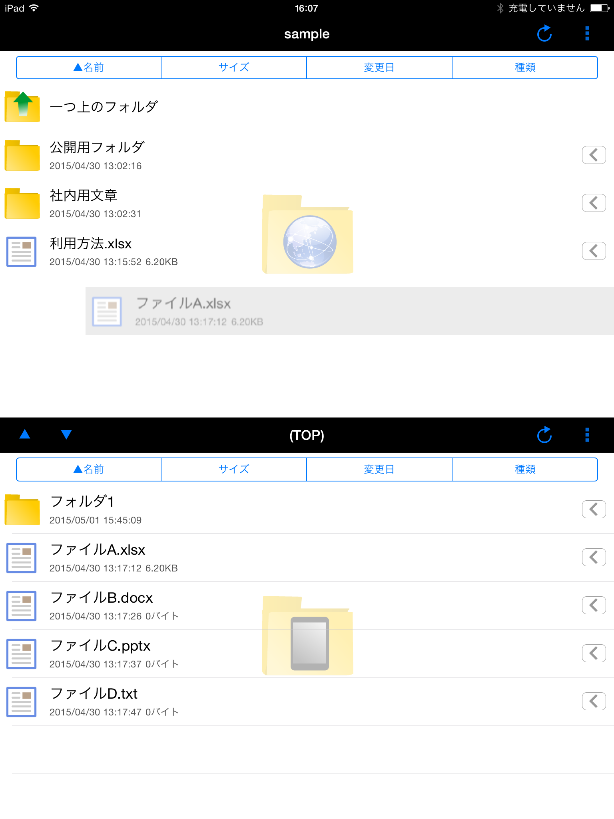 iPad 16:07 充電していません
sample
▲名前 サイズ 変更日 種類
一つ上のフォルダ
公開用フォルダ
2015/04/30 13:02:16
社内用文章
2015/04/30 13:02:31
利用方法.xlsx
2015/04/30 13:15:52 6.20KB
ファイルA.xlsx
2015/04/30 13:17:12 6.20KB
(TOP)
▲名前 サイズ 変更日 種類
フォルダ1
2015/05/01 15:45:09
ファイルA.xlsx
2015/04/30 13:17:12 6.20KB
ファイルB.docx
2015/04/30 13:17:26 0バイト
ファイルC.pptx
2015/04/30 13:17:37 0バイト
ファイルD.txt
2015/04/30 13:17:47 0バイト